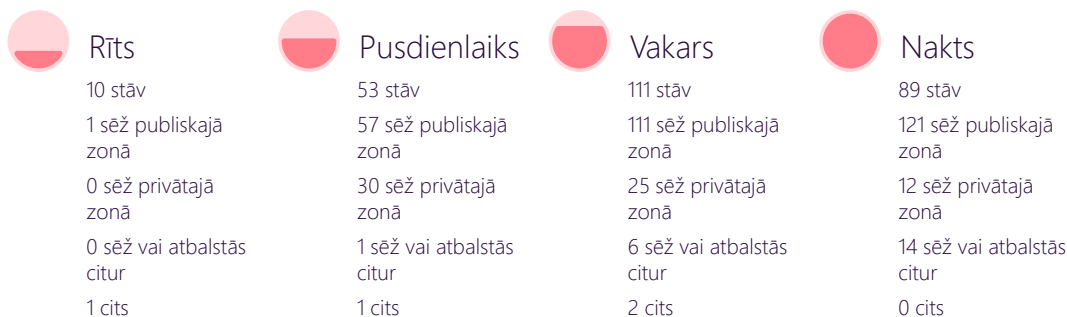 Rīts
10 stāv
1 sēž publiskajā
zonā
0 sēž privātajā
zonā
0 sēž vai atbalstās
citur
1 cits
Pusdienlaiks
53 stāv
57 sēž publiskajā
zonā
30 sēž privātajā
zonā
1 sēž vai atbalstās
citur
1 cits
Vakars
111 stāv
111 sēž publiskajā
zonā
25 sēž privātajā
zonā
6 sēž vai atbalstās
citur
2 cits
Nakts
89 stāv
121 sēž publiskajā
zonā
12 sēž privātajā
zonā
14 sēž vai atbalstās
citur
0 cits